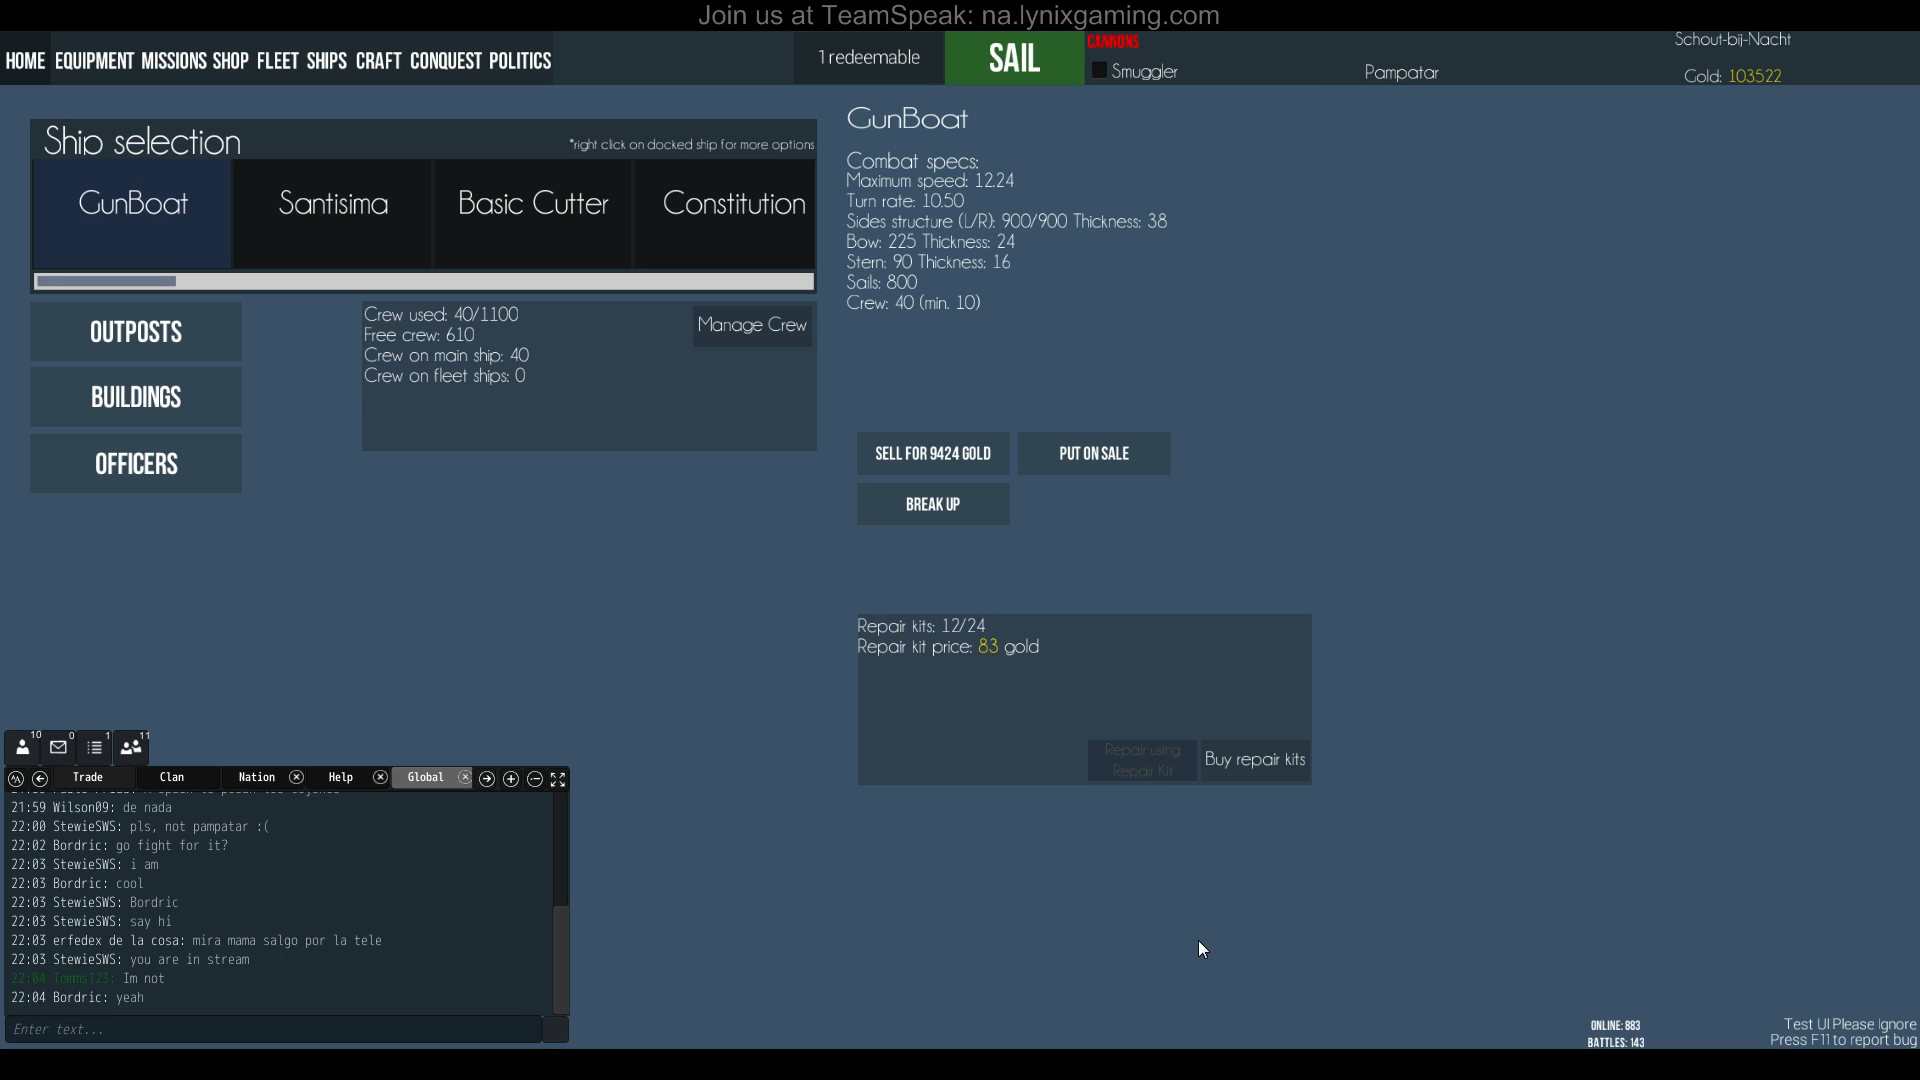 Join us at TeamSpeak: na.lynixgaming.com
HOME EQUIPMENT MISSIONS SHOP FLEET SHIPS CRAFT CONQUEST POLITICS
1 redeemable
SAIL
CANNONS
Smuggler
Pampatar
Schout-bij-Nacht
Gold: 103522
Ship selection
*right click on docked ship for more options
GunBoat
Santisima
Basic Cutter
Constitution
OUTPOSTS
BUILDINGS
OFFICERS
Crew used: 40/1100
Free crew: 610
Crew on main ship: 40
Crew on fleet ships: 0
Manage Crew
GunBoat
Combat specs:
Maximum speed: 12.24
Turn rate: 10.50
Sides structure (L/R): 900/900 Thickness: 38
Bow: 225 Thickness: 24
Stern: 90 Thickness: 16
Sails: 800
Crew: 40 (min. 10)
SELL FOR 9424 GOLD
PUT ON SALE
BREAK UP
Repair kits: 12/24
Repair kit price: 83 gold
Repair using
Repair Kit
Buy repair kits
10
0
1
11
Trade
Clan
Nation
Help
Global
21:59 Wilson09: de nada
22:00 StewieSWS: pls, not pampatar :(
22:02 Bordric: go fight for it?
22:03 StewieSWS: i am
22:03 Bordric: cool
22:03 StewieSWS: Bordric
22:03 StewieSWS: say hi
22:03 erfedex de la cosa: mira mama salgo por la tele
22:03 StewieSWS: you are in stream
22:04 Tomms123: Im not
22:04 Bordric: yeah
Enter text...
ONLINE: 883
BATTLES: 143
Test UI Please Ignore
Press F11 to report bug